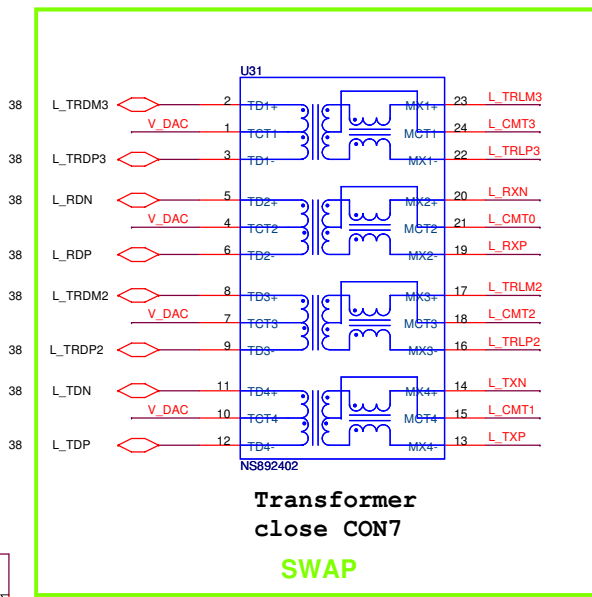 U31
38 L_TRDM3 2 TD1+ MX1+ 23 L_TRLM3
V_DAC 1 TCT1 MCT1 24 L_CMT3
38 L_TRDP3 3 TD1- MX1- 22 L_TRLP3
38 L_RDN 5 TD2+ MX2+ 20 L_RXN
V_DAC 4 TCT2 MCT2 21 L_CMT0
38 L_RDP 6 TD2- MX2- 19 L_RXP
38 L_TRDM2 8 TD3+ MX3+ 17 L_TRLM2
V_DAC 7 TCT3 MCT3 18 L_CMT2
38 L_TRDP2 9 TD3- MX3- 16 L_TRLP2
38 L_TDN 11 TD4+ MX4+ 14 L_TXN
V_DAC 10 TCT4 MCT4 15 L_CMT1
38 L_TDP 12 TD4- MX4- 13 L_TXP
NS892402
Transformer
close CON7
SWAP